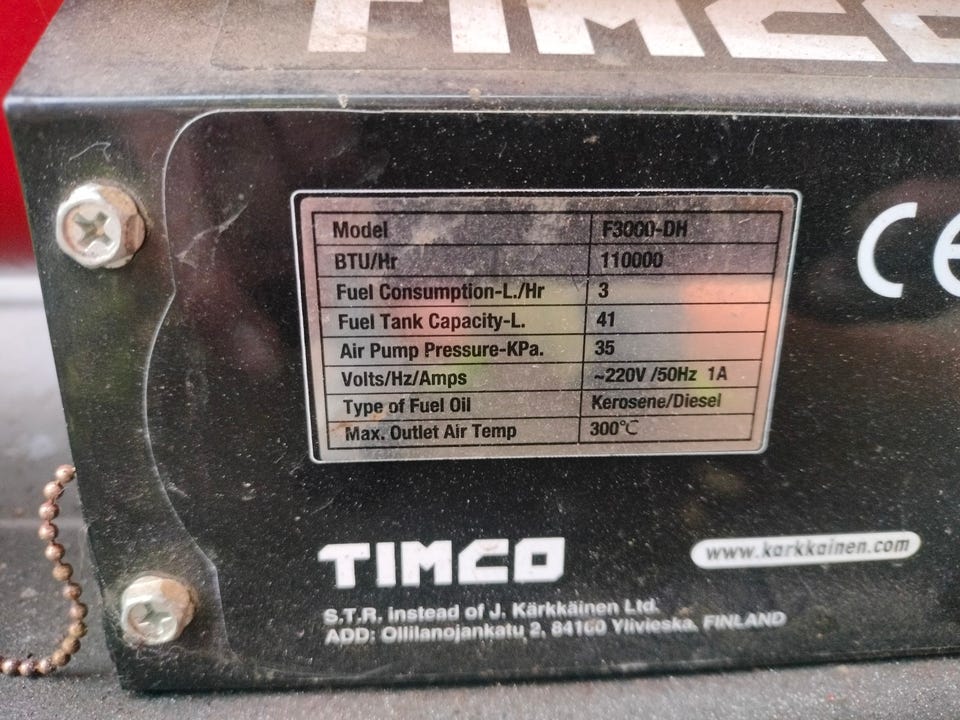 TIMCO
Model F3000-DH
BTU/Hr 110000
Fuel Consumption-L./Hr 3
Fuel Tank Capacity-L. 41
Air Pump Pressure-KPa. 35
Volts/Hz/Amps ~220V /50Hz 1A
Type of Fuel Oil Kerosene/Diesel
Max. Outlet Air Temp 300℃
CE
TIMCO
www.karkkainen.com
S.T.R. instead of J. Kärkkäinen Ltd.
ADD: Ollilanojankatu 2, 84100 Ylivieska, FINLAND